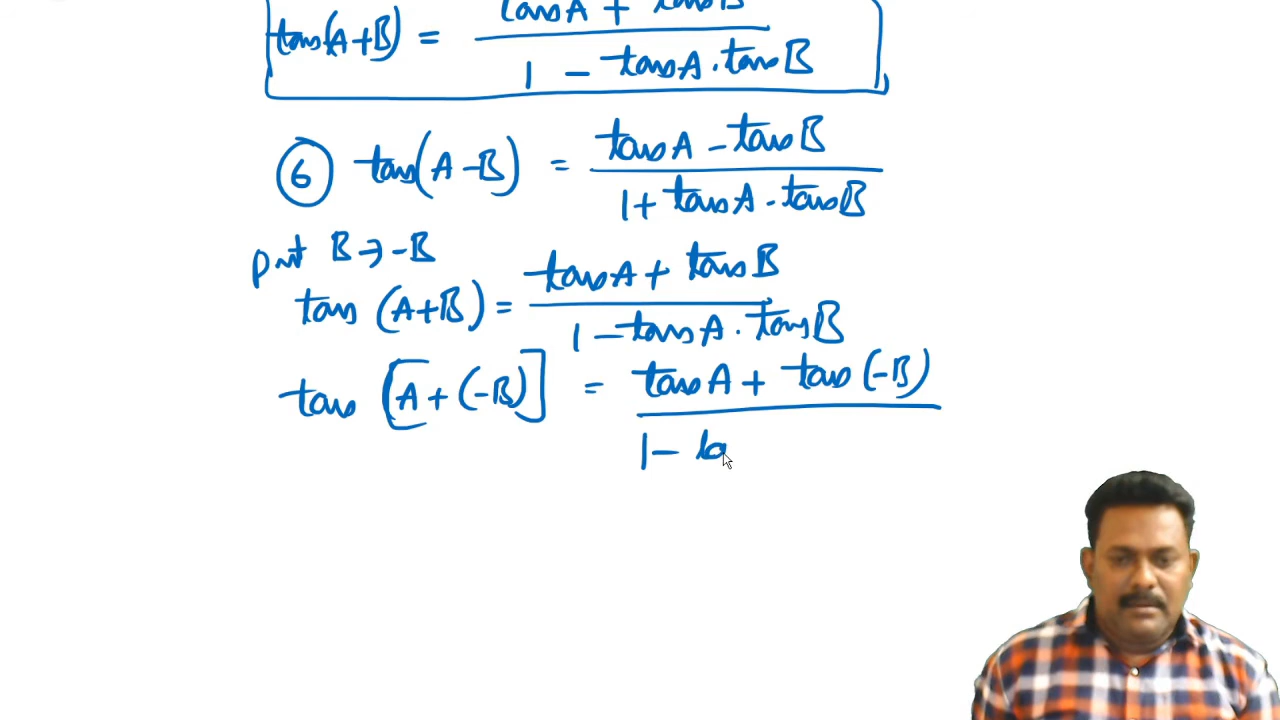 tan(A+B) = tanA + tanB / 1 - tanA . tanB
⑥ tan(A-B) = tanA - tanB / 1 + tanA . tanB
put B → -B
tan (A+B) = tanA + tanB / 1 - tanA . tanB
tan [A + (-B)] = tanA + tan (-B) / 1 - ta